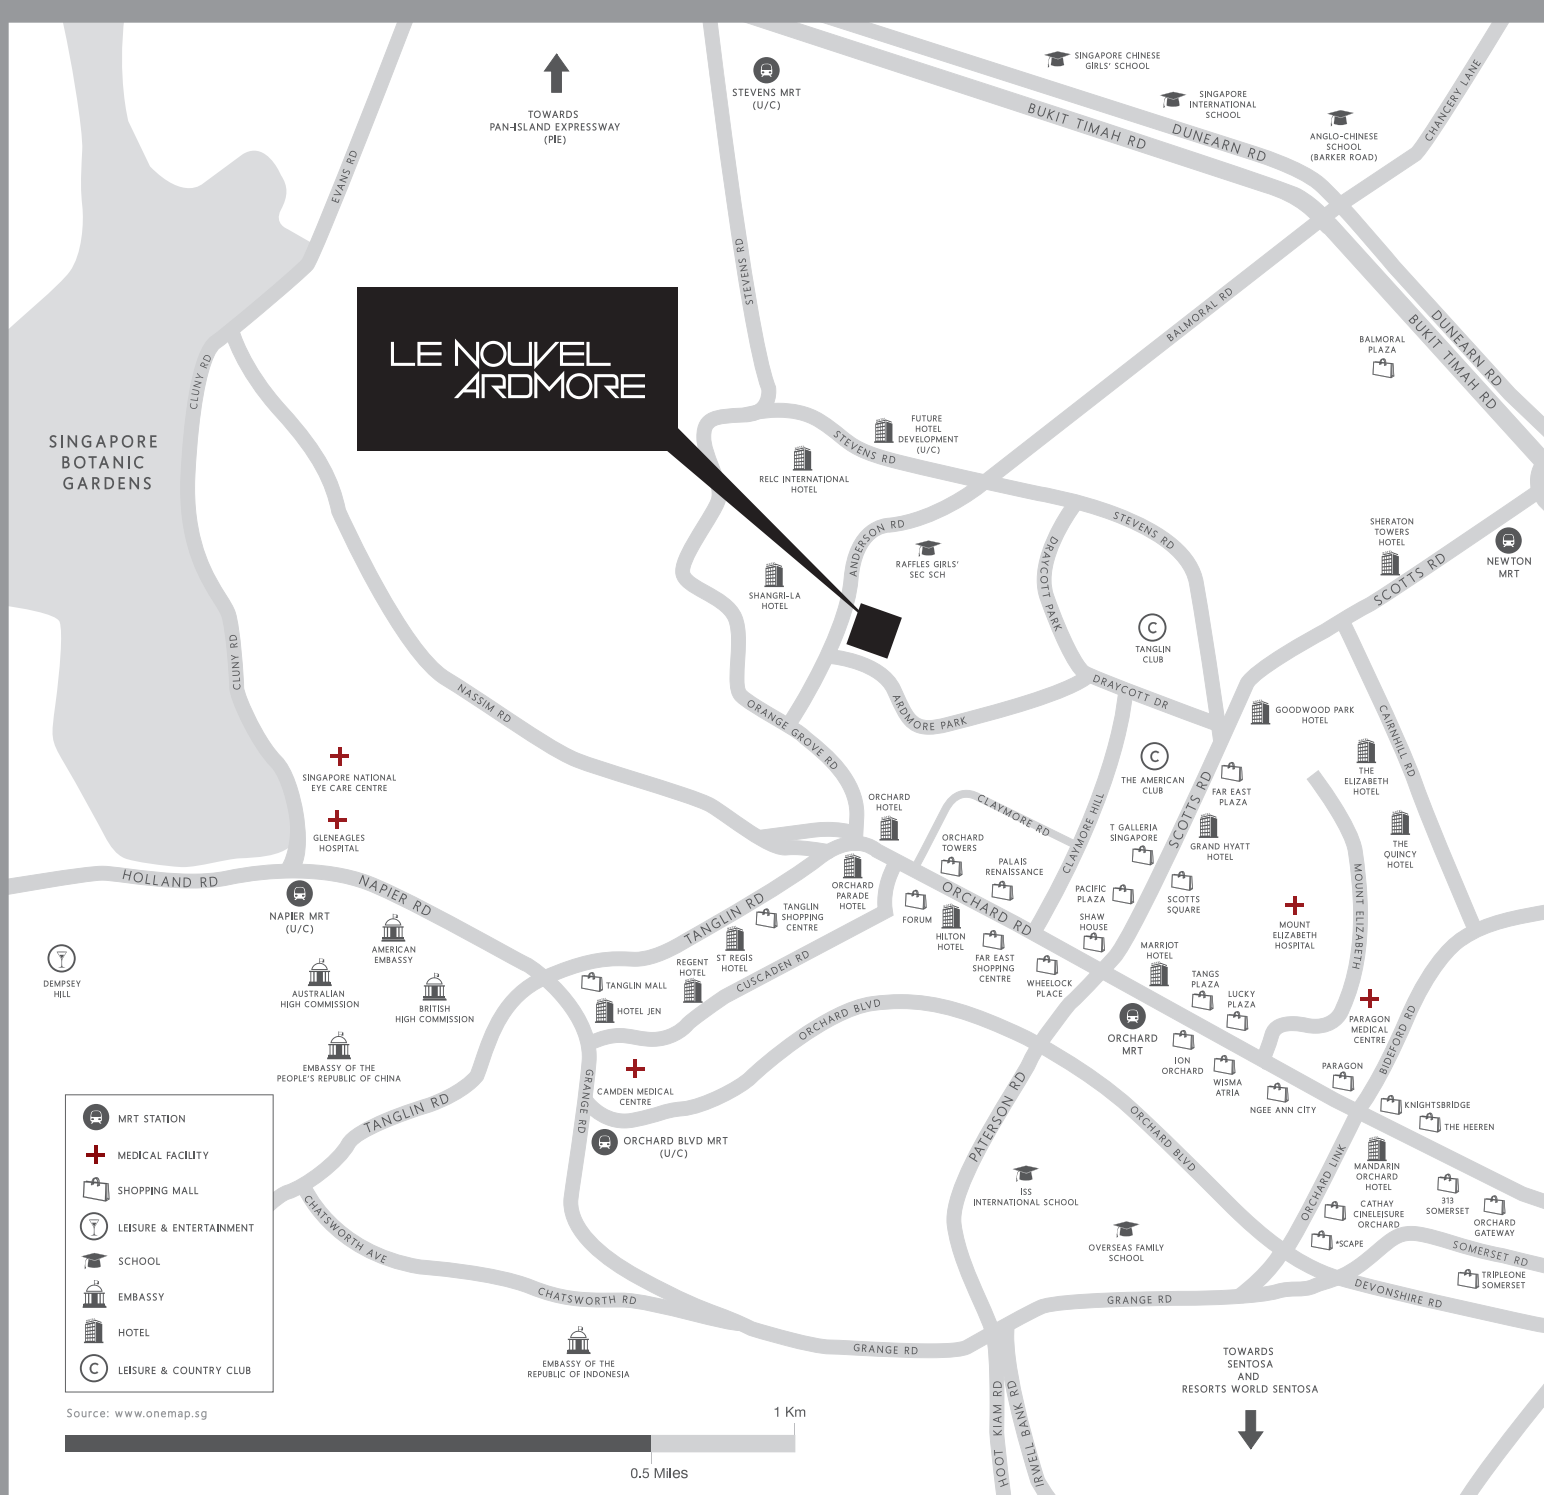 SINGAPORE CHINESE
GIRLS' SCHOOL
STEVENS MRT
(U/C)
SINGAPORE
INTERNATIONAL
SCHOOL
TOWARDS
PAN-ISLAND EXPRESSWAY
(PIE)
BUKIT TIMAH RD
DUNEARN RD
ANGLO-CHINESE
SCHOOL
(BARKER ROAD)
CHANCERY LANE
EVANS RD
STEVENS RD
BALMORAL RD
LE NOUVEL
ARDMORE
DUNEARN RD
BUKIT TIMAH RD
BALMORAL
PLAZA
CLUNY RD
SINGAPORE
BOTANIC
GARDENS
FUTURE
HOTEL
DEVELOPMENT
(U/C)
STEVENS RD
RELC INTERNATIONAL
HOTEL
ANDERSON RD
STEVENS RD
SHERATON
TOWERS
HOTEL
NEWTON
MRT
SCOTTS RD
RAFFLES GIRLS'
SEC SCH
DRAYCOTT PARK
SHANGRI-LA
HOTEL
TANGLIN
CLUB
CLUNY RD
NASSIM RD
ORANGE GROVE RD
ARDMORE PARK
DRAYCOTT DR
GOODWOOD PARK
HOTEL
CAIRNHILL RD
SINGAPORE NATIONAL
EYE CARE CENTRE
THE AMERICAN
CLUB
SCOTTS RD
FAR EAST
PLAZA
THE
ELIZABETH
HOTEL
ORCHARD
HOTEL
CLAYMORE RD
CLAYMORE HILL
T GALLERIA
SINGAPORE
GRAND HYATT
HOTEL
GLENEAGLES
HOSPITAL
ORCHARD
TOWERS
PALAIS
RENAISSANCE
THE
QUINCY
HOTEL
HOLLAND RD
NAPIER RD
ORCHARD
PARADE
HOTEL
ORCHARD RD
PACIFIC
PLAZA
SCOTTS
SQUARE
MOUNT ELIZABETH
NAPIER MRT
(U/C)
TANGLIN RD
TANGLIN
SHOPPING
CENTRE
FORUM
HILTON
HOTEL
SHAW
HOUSE
MOUNT
ELIZABETH
HOSPITAL
AMERICAN
EMBASSY
REGENT
HOTEL
ST REGIS
HOTEL
CUSCADEN RD
FAR EAST
SHOPPING
CENTRE
MARRIOT
HOTEL
DEMPSEY
HILL
AUSTRALIAN
HIGH COMMISSION
BRITISH
HIGH COMMISSION
TANGLIN MALL
HOTEL JEN
WHEELOCK
PLACE
TANGS
PLAZA
LUCKY
PLAZA
ORCHARD BLVD
ORCHARD
MRT
PARAGON
MEDICAL
CENTRE
BIDEFORD RD
EMBASSY OF THE
PEOPLE'S REPUBLIC OF CHINA
GRANGE RD
CAMDEN MEDICAL
CENTRE
ION
ORCHARD
WISMA
ATRIA
PARAGON
NGEE ANN CITY
KNIGHTSBRIDGE
THE HEEREN
MRT STATION
MEDICAL FACILITY
SHOPPING MALL
LEISURE & ENTERTAINMENT
SCHOOL
EMBASSY
HOTEL
C
LEISURE & COUNTRY CLUB
C
C
TANGLIN RD
ORCHARD BLVD MRT
(U/C)
PATERSON RD
ORCHARD BLVD
ORCHARD LINK
MANDARIN
ORCHARD
HOTEL
ISS
INTERNATIONAL SCHOOL
CATHAY
CINELEISURE
ORCHARD
313
SOMERSET
ORCHARD
GATEWAY
CHATSWORTH AVE
OVERSEAS FAMILY
SCHOOL
*SCAPE
SOMERSET RD
TRIPLEONE
SOMERSET
CHATSWORTH RD
GRANGE RD
DEVONSHIRE RD
GRANGE RD
EMBASSY OF THE
REPUBLIC OF INDONESIA
TOWARDS
SENTOSA
AND
RESORTS WORLD SENTOSA
HOOT KIAM RD
IRWELL BANK RD
Source: www.onemap.sg
1 Km
0.5 Miles